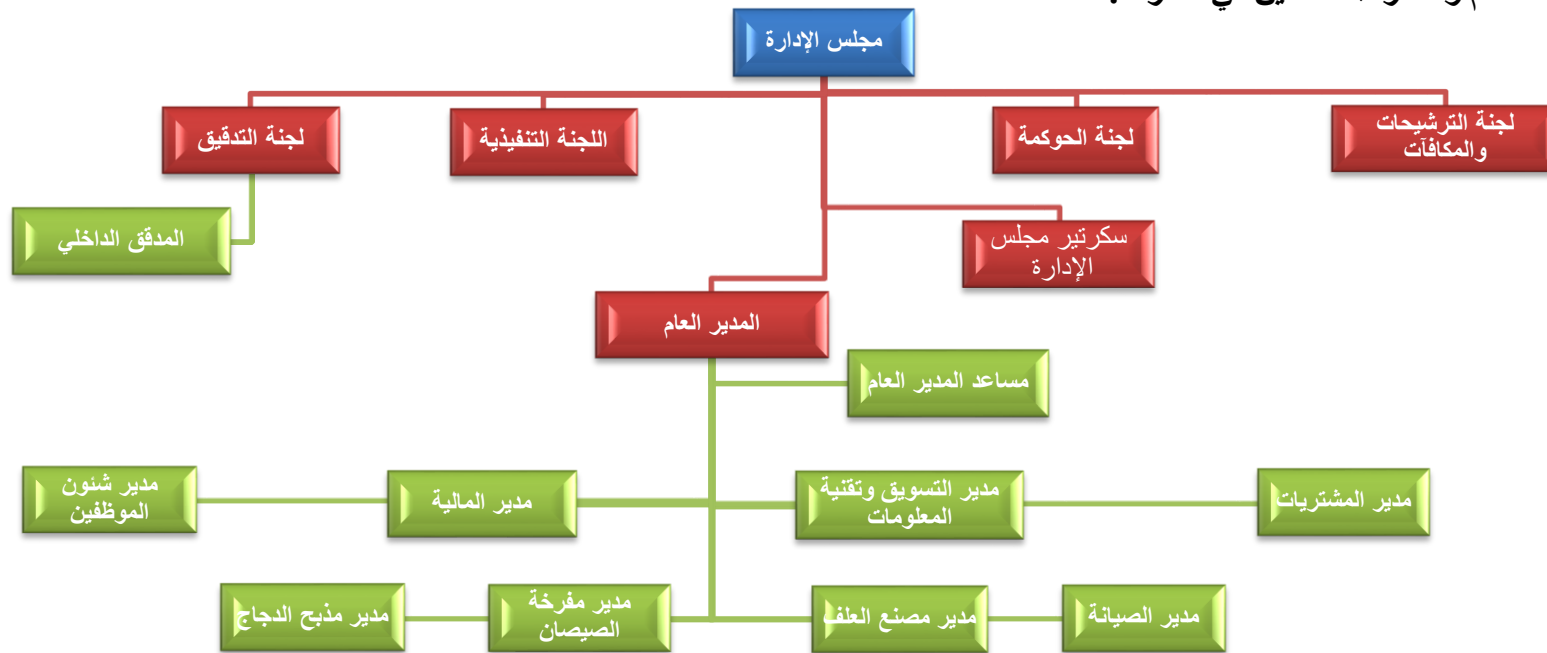 مجلس الإدارة
لجنة الترشيحات
والمكافآت
لجنة الحوكمة
اللجنة التنفيذية
لجنة التدقيق
سكرتير مجلس
الإدارة
المدقق الداخلي
المدير العام
مساعد المدير العام
مدير المشتريات
مدير التسويق وتقنية
المعلومات
مدير المالية
مدير شئون
الموظفين
مدير الصيانة
مدير مصنع العلف
مدير مفرخة
الصيصان
مدير مذبح الدجاج